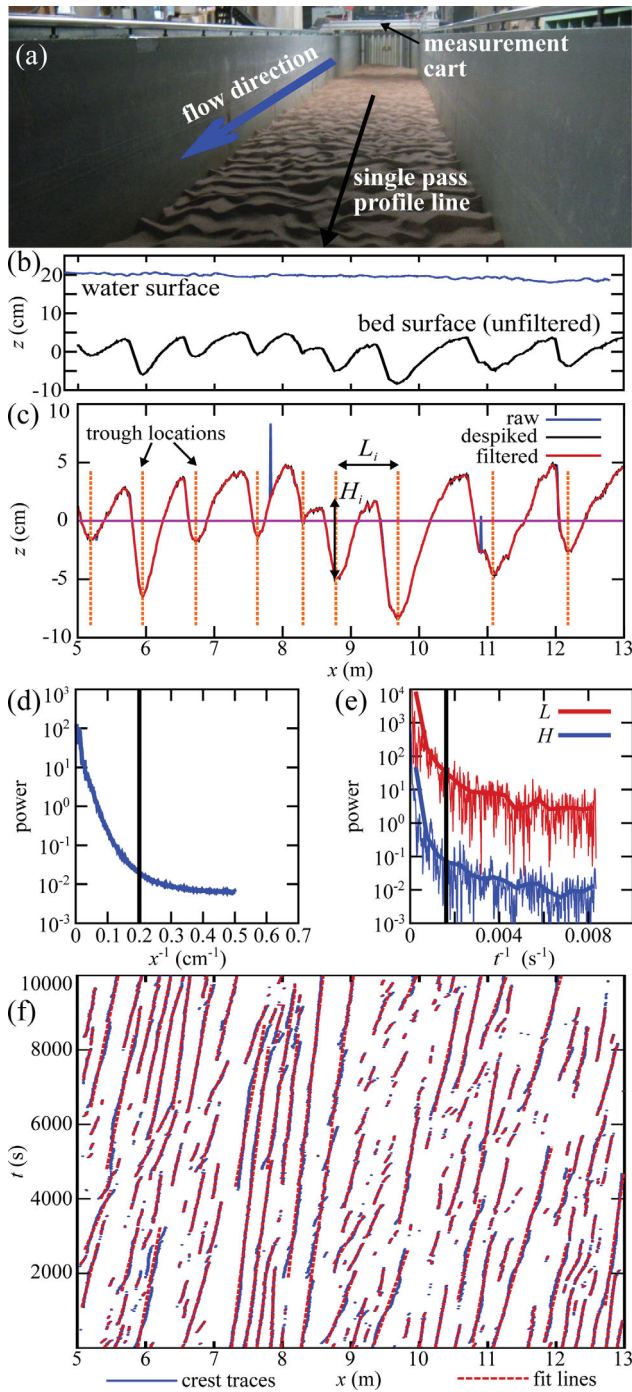 (a)
measurement
cart
flow direction
single pass
profile line
(b)
20
10
0
-10
z (cm)
water surface
bed surface (unfiltered)
(c)
10
5
0
-5
-10
z (cm)
trough locations
L_i
H_i
raw
despiked
filtered
5 6 7 8 9 10 11 12 13
x (m)
(d)
10^3
10^2
10^1
10^0
10^-1
10^-2
10^-3
power
0 0.1 0.2 0.3 0.4 0.5 0.6 0.7
x^-1 (cm^-1)
(e)
10^4
10^3
10^2
10^1
10^0
10^-1
10^-2
10^-3
power
L
H
0 0.004 0.008
t^-1 (s^-1)
(f)
10000
8000
6000
4000
2000
t (s)
5 6 7 8 9 10 11 12 13
crest traces x (m) fit lines